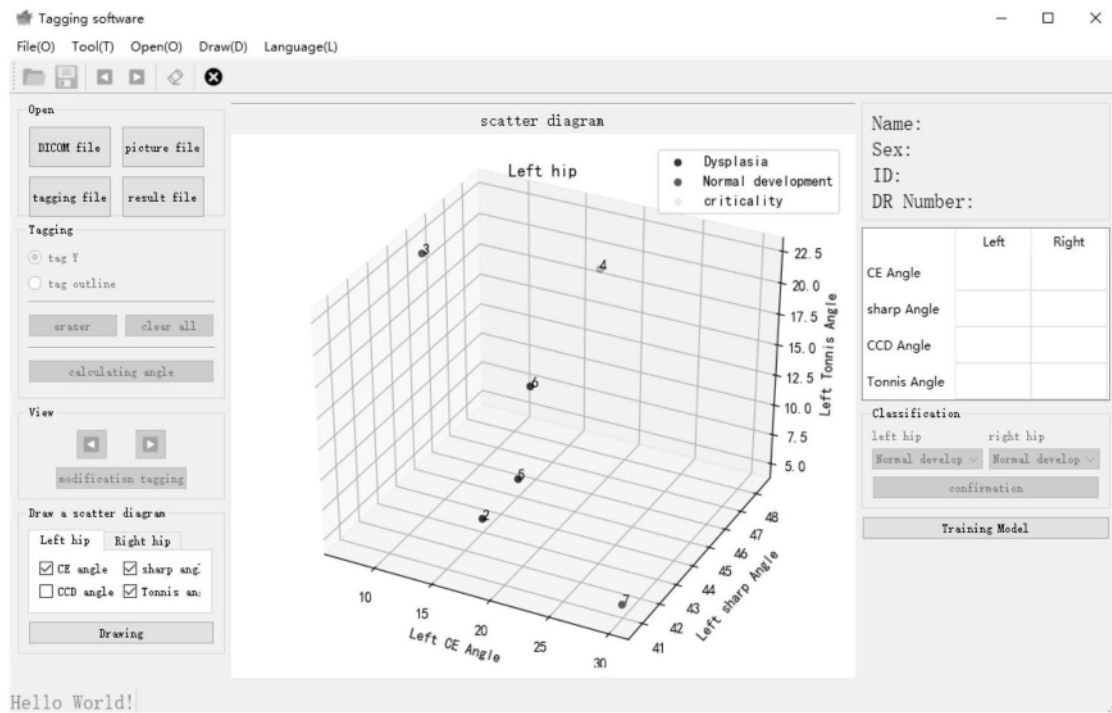 Tagging software
File(O) Tool(T) Open(O) Draw(D) Language(L)
Open
DICOM file picture file
tagging file result file
Tagging
tag Y
tag outline
eraser clear all
calculating angle
View
modification tagging
Draw a scatter diagram
Left hip Right hip
CE angle sharp ang
CCD angle Tonnis an
Drawing
Hello World!
scatter diagram
Left hip
Dysplasia
Normal development
criticality
3
4
6
5
2
7
22.5
20.0
17.5
15.0
12.5
10.0
7.5
5.0
Left Tonnis Angle
48
47
46
45
44
43
42
41
Left sharp Angle
10
15
20
25
30
Left CE Angle
Name:
Sex:
ID:
DR Number:
Left Right
CE Angle
sharp Angle
CCD Angle
Tonnis Angle
Classification
left hip right hip
Normal develop Normal develop
confirmation
Training Model